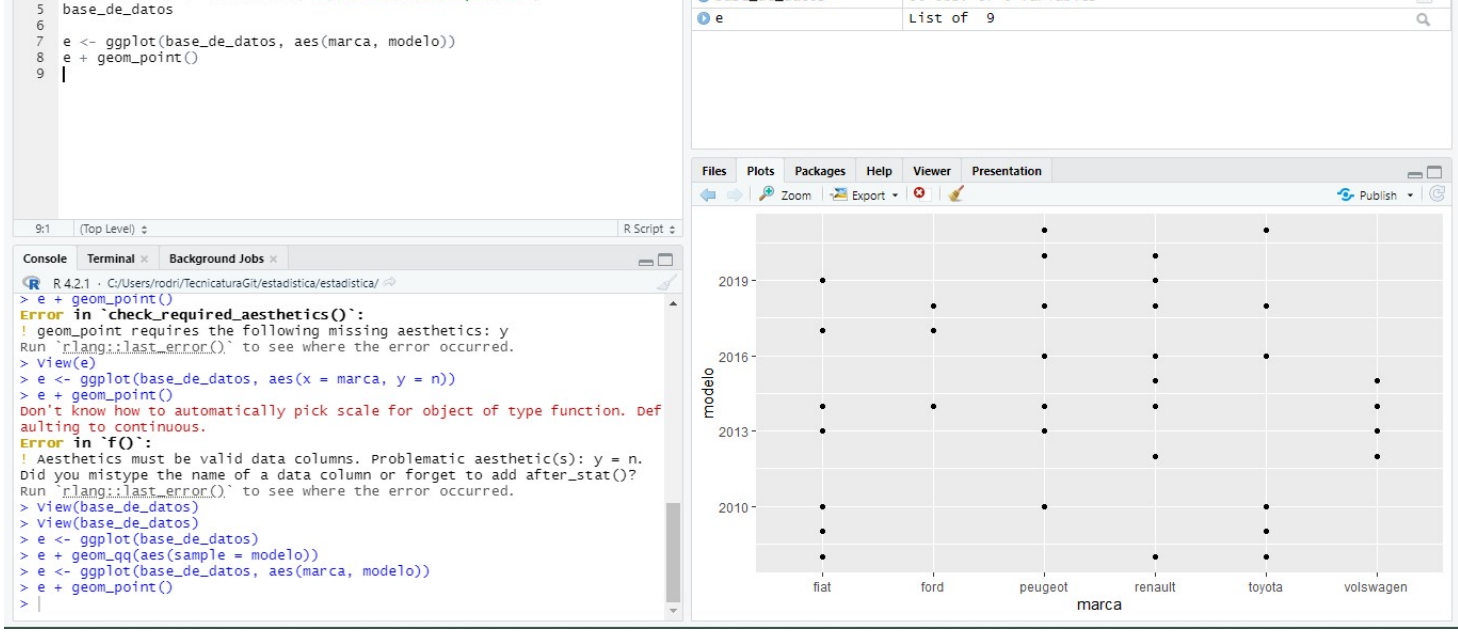 5 base_de_datos
6
7 e <- ggplot(base_de_datos, aes(marca, modelo))
8 e + geom_point()
9
9:1 (Top Level) R Script
e List of 9
Console Terminal Background Jobs
R 4.2.1 · C:/Users/rodri/TecnicaturaGit/estadistica/estadistica/
> e + geom_point()
Error in `check_required_aesthetics()`:
! geom_point requires the following missing aesthetics: y
Run `rlang::last_error()` to see where the error occurred.
> View(e)
> e <- ggplot(base_de_datos, aes(x = marca, y = n))
> e + geom_point()
Don't know how to automatically pick scale for object of type function. Def
aulting to continuous.
Error in `f()`:
! Aesthetics must be valid data columns. Problematic aesthetic(s): y = n.
Did you mistype the name of a data column or forget to add after_stat()?
Run `rlang::last_error()` to see where the error occurred.
> View(base_de_datos)
> View(base_de_datos)
> e <- ggplot(base_de_datos)
> e + geom_qq(aes(sample = modelo))
> e <- ggplot(base_de_datos, aes(marca, modelo))
> e + geom_point()
>
Files Plots Packages Help Viewer Presentation
Zoom Export Publish
2019
2016
2013
2010
modelo
fiat ford peugeot renault toyota volswagen
marca